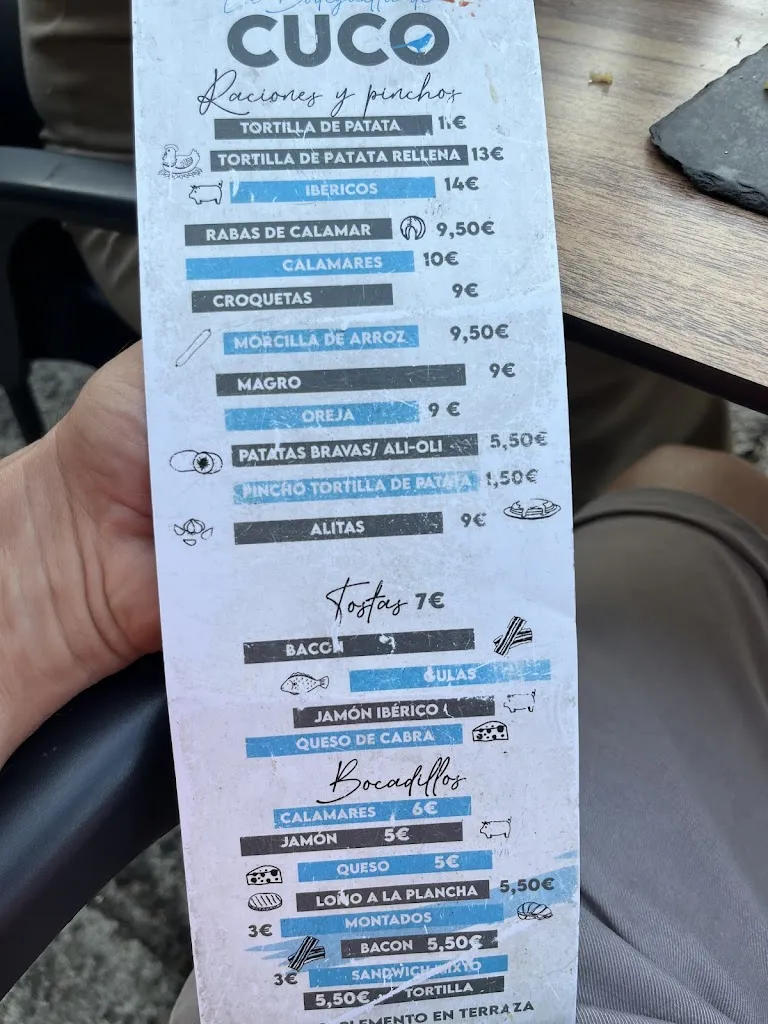 La Bodeguilla de
CUCO
Raciones y pinchos
TORTILLA DE PATATA 11€
TORTILLA DE PATATA RELLENA 13€
IBÉRICOS 14€
RABAS DE CALAMAR 9,50€
CALAMARES 10€
CROQUETAS 9€
MORCILLA DE ARROZ 9,50€
MAGRO 9€
OREJA 9 €
PATATAS BRAVAS/ ALI-OLI 5,50€
PINCHO TORTILLA DE PATATA 1,50€
ALITAS 9€
Tostas 7€
BACON
GULAS
JAMÓN IBÉRICO
QUESO DE CABRA
Bocadillos
CALAMARES 6€
JAMÓN 5€
QUESO 5€
LOMO A LA PLANCHA 5,50€
3€ MONTADOS
BACON 5,50€
3€ SANDWICH MIXTO
5,50€ TORTILLA
EN TERRAZA